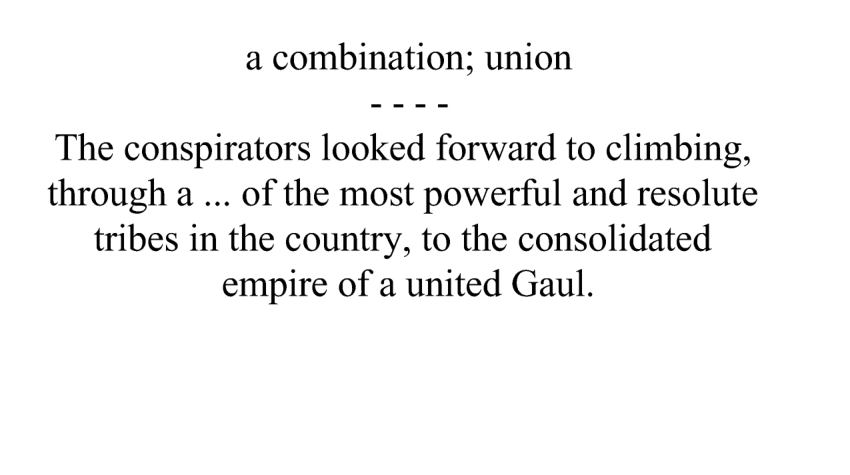 a combination; union
- - - -
The conspirators looked forward to climbing,
through a ... of the most powerful and resolute
tribes in the country, to the consolidated
empire of a united Gaul.